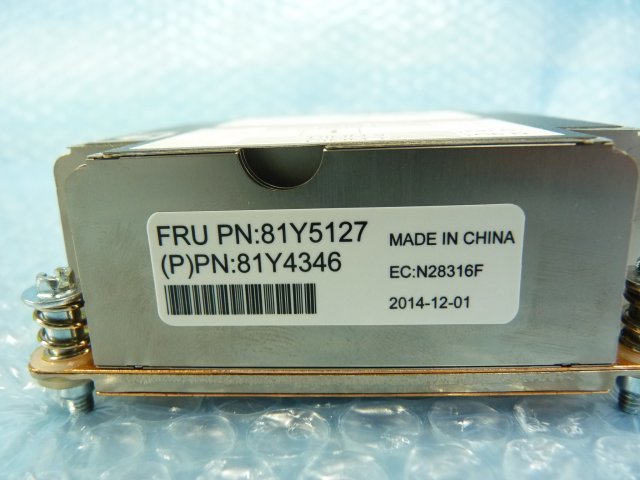 FRU PN:81Y5127
(P)PN:81Y4346
MADE IN CHINA
EC:N28316F
2014-12-01